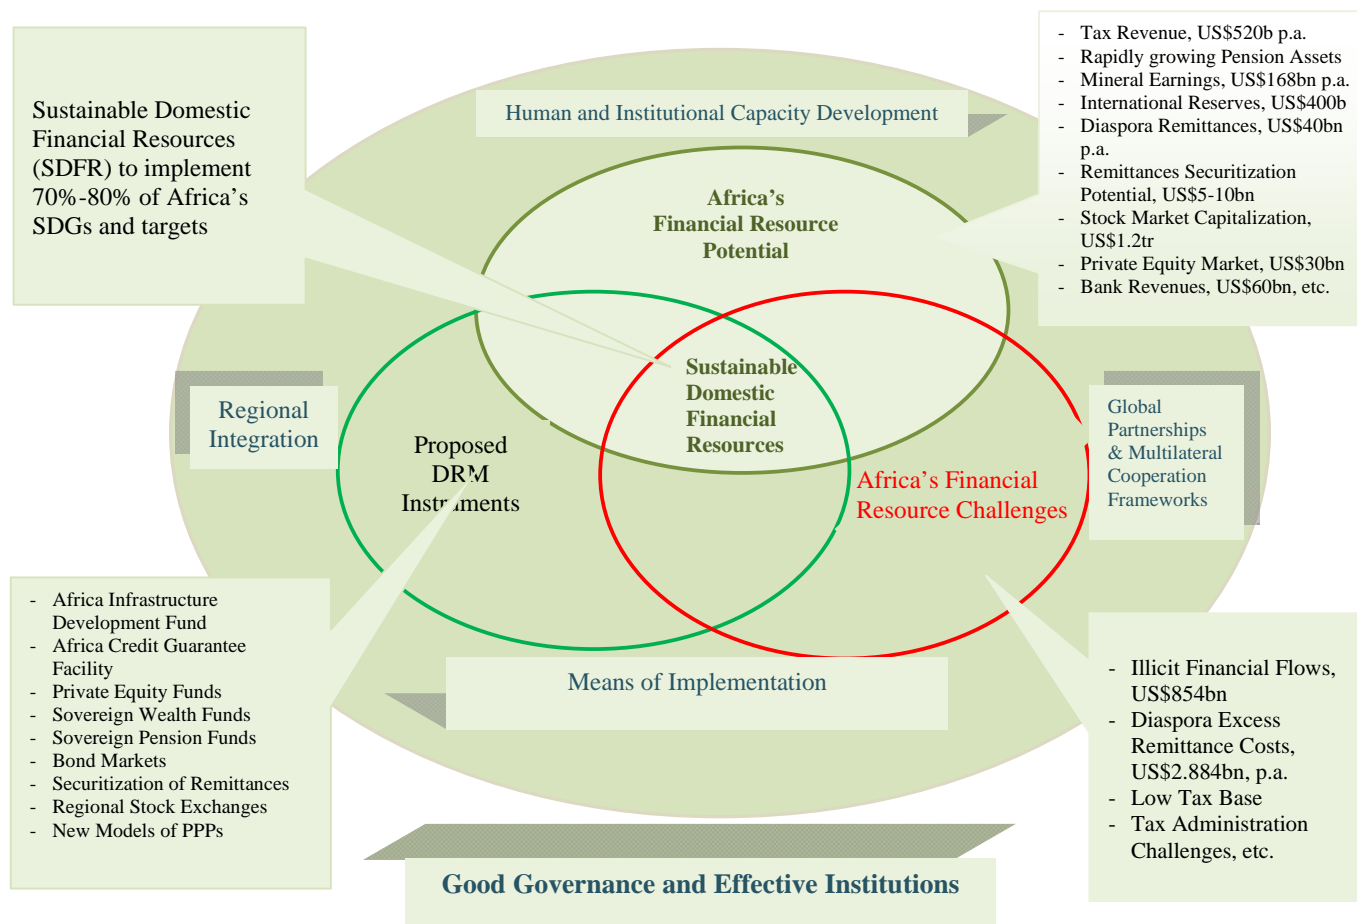 Sustainable Domestic
Financial Resources
(SDFR) to implement
70%-80% of Africa's
SDGs and targets
Human and Institutional Capacity Development
- Tax Revenue, US$520b p.a.
- Rapidly growing Pension Assets
- Mineral Earnings, US$168bn p.a.
- International Reserves, US$400b
- Diaspora Remittances, US$40bn
p.a.
- Remittances Securitization
Potential, US$5-10bn
- Stock Market Capitalization,
US$1.2tr
- Private Equity Market, US$30bn
- Bank Revenues, US$60bn, etc.
Africa's
Financial Resource
Potential
Sustainable
Domestic
Financial
Resources
Regional
Integration
Proposed
DRM
Instruments
Africa's Financial
Resource Challenges
Global
Partnerships
& Multilateral
Cooperation
Frameworks
- Africa Infrastructure
Development Fund
- Africa Credit Guarantee
Facility
- Private Equity Funds
- Sovereign Wealth Funds
- Sovereign Pension Funds
- Bond Markets
- Securitization of Remittances
- Regional Stock Exchanges
- New Models of PPPs
Means of Implementation
- Illicit Financial Flows,
US$854bn
- Diaspora Excess
Remittance Costs,
US$2.884bn, p.a.
- Low Tax Base
- Tax Administration
Challenges, etc.
Good Governance and Effective Institutions